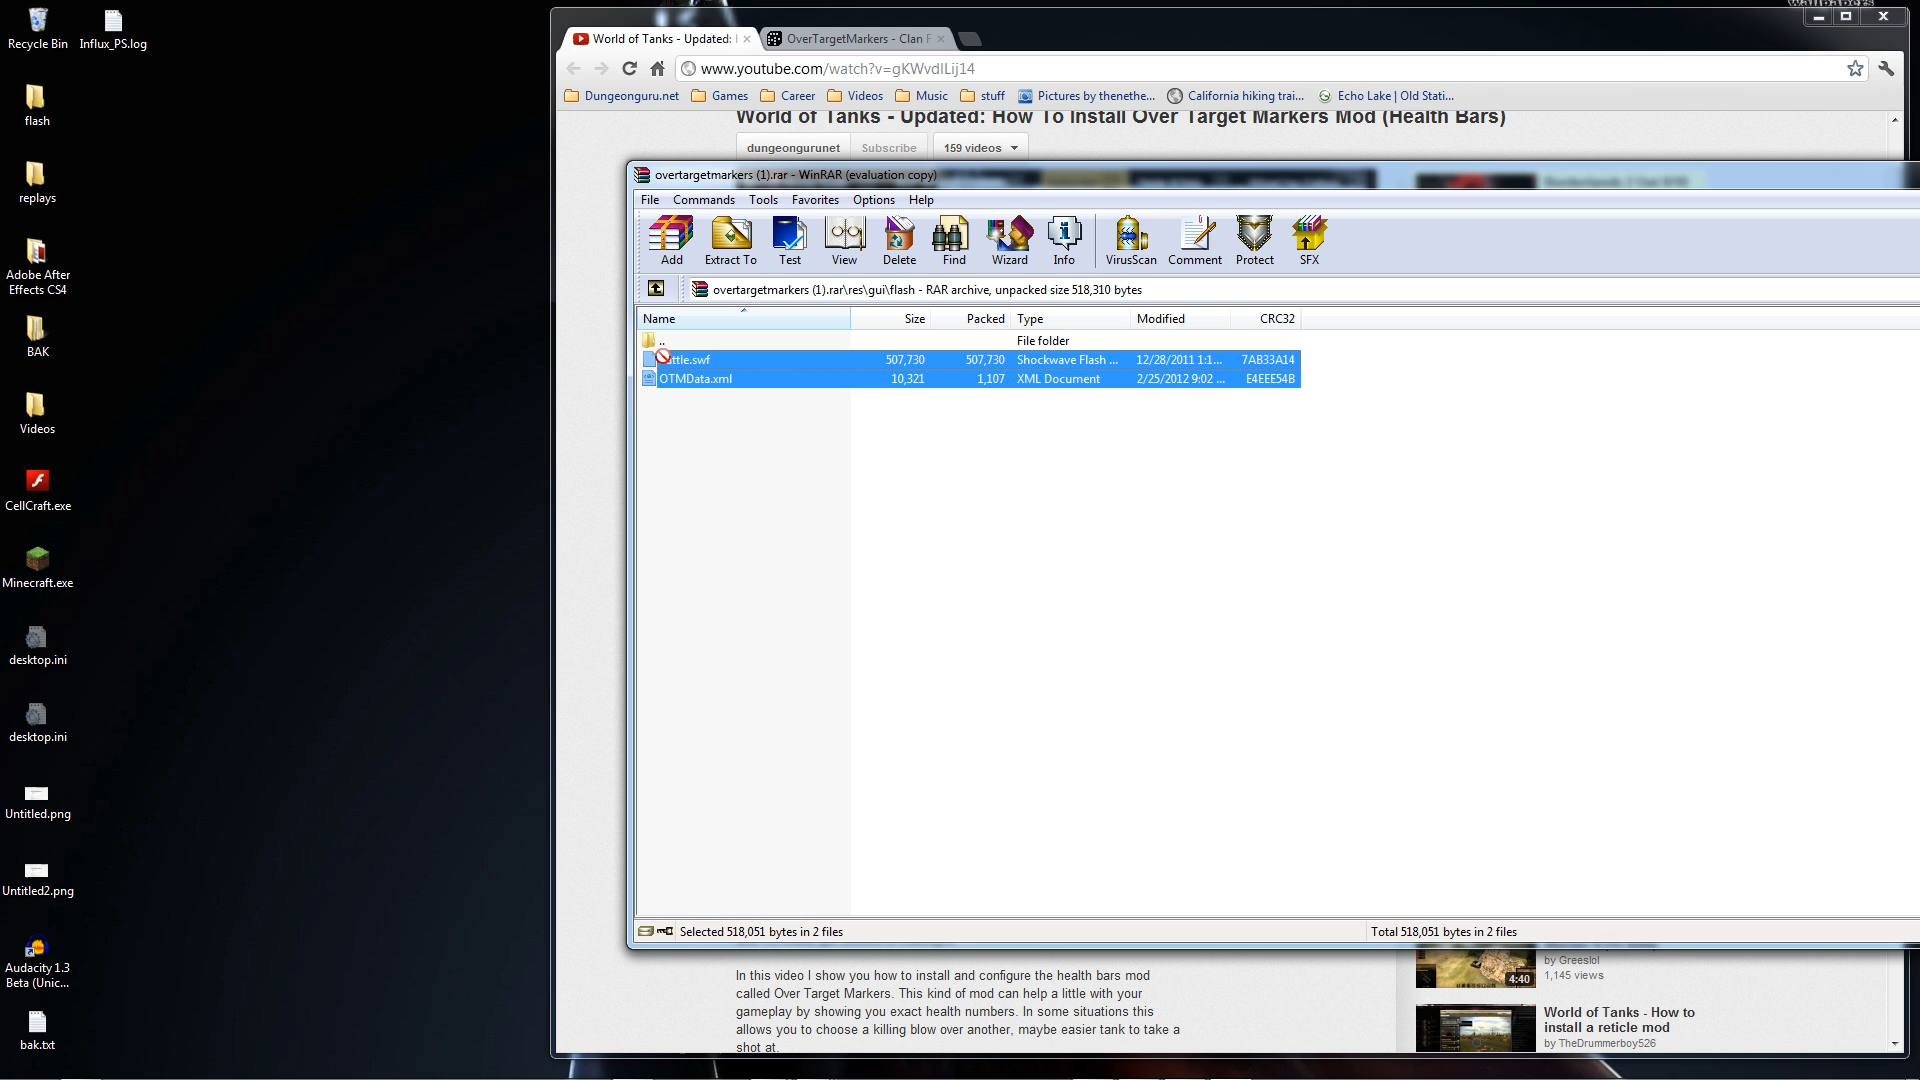 Recycle Bin
Influx_PS.log
flash
replays
Adobe After
Effects CS4
BAK
Videos
CellCraft.exe
Minecraft.exe
desktop.ini
desktop.ini
Untitled.png
Untitled2.png
Audacity 1.3
Beta (Unic...
bak.txt
World of Tanks - Updated:
OverTargetMarkers - Clan F
www.youtube.com/watch?v=gKWvdILij14
Dungeonguru.net
Games
Career
Videos
Music
stuff
Pictures by thenethe...
California hiking trai...
Echo Lake | Old Stati...
World of Tanks - Updated: How To Install Over Target Markers Mod (Health Bars)
dungeongurunet
Subscribe
159 videos
overtargetmarkers (1).rar - WinRAR (evaluation copy)
File Commands Tools Favorites Options Help
Add Extract To Test View Delete Find Wizard Info VirusScan Comment Protect SFX
overtargetmarkers (1).rar\res\gui\flash - RAR archive, unpacked size 518,310 bytes
Name Size Packed Type Modified CRC32
.. File folder
ttle.swf 507,730 507,730 Shockwave Flash ... 12/28/2011 1:1... 7AB33A14
OTMData.xml 10,321 1,107 XML Document 2/25/2012 9:02 ... E4EEE54B
Selected 518,051 bytes in 2 files
Total 518,051 bytes in 2 files
In this video I show you how to install and configure the health bars mod
called Over Target Markers. This kind of mod can help a little with your
gameplay by showing you exact health numbers. In some situations this
allows you to choose a killing blow over another, maybe easier tank to take a
shot at.
4:40
by Greeslol
1,145 views
World of Tanks - How to
install a reticle mod
by TheDrummerboy526